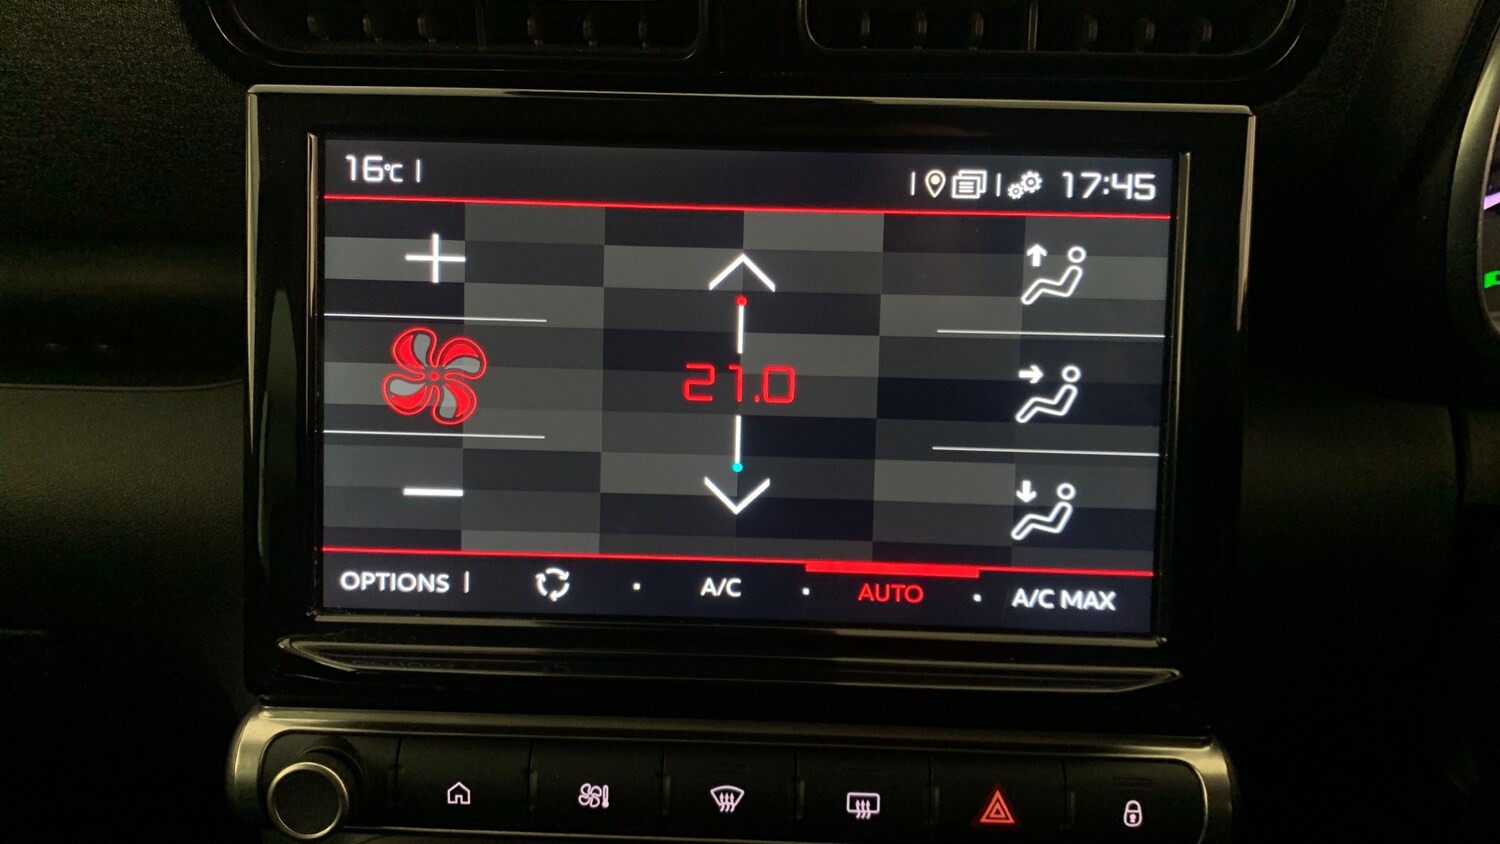 16°C
17:45
21.0
OPTIONS
A/C
AUTO
A/C MAX